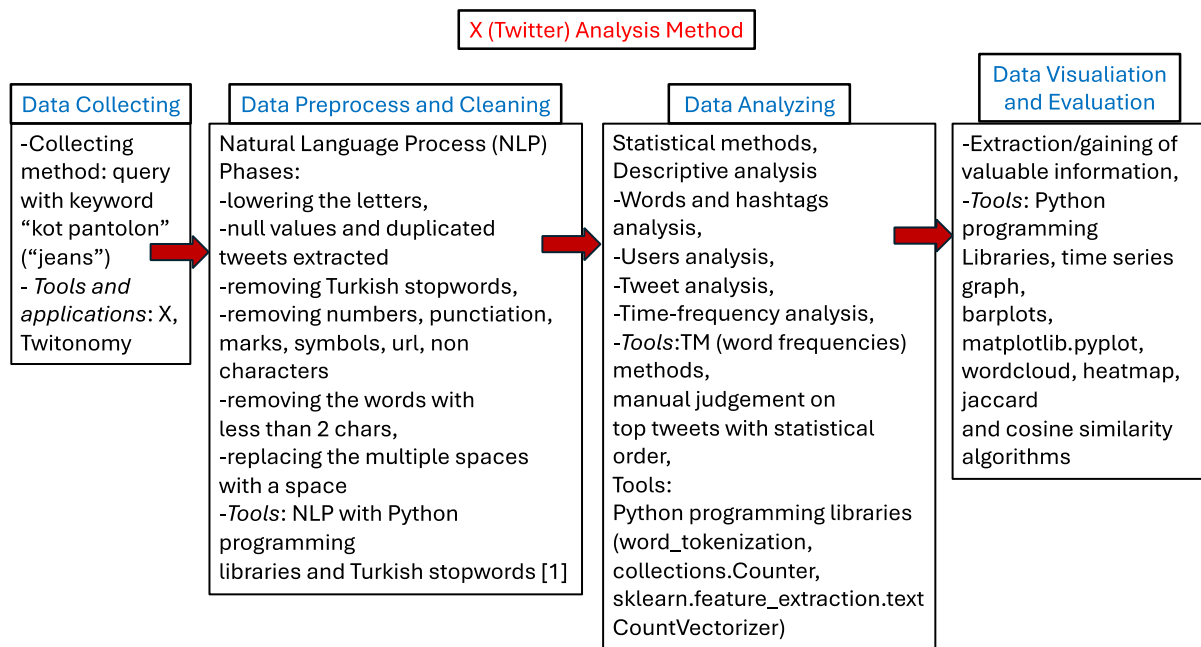 X (Twitter) Analysis Method
Data Collecting
-Collecting
method: query
with keyword
“kot pantolon”
(“jeans”)
- Tools and
applications: X,
Twitonomy
Data Preprocess and Cleaning
Natural Language Process (NLP)
Phases:
-lowering the letters,
-null values and duplicated
tweets extracted
-removing Turkish stopwords,
-removing numbers, punctiation,
marks, symbols, url, non
characters
-removing the words with
less than 2 chars,
-replacing the multiple spaces
with a space
-Tools: NLP with Python
programming
libraries and Turkish stopwords [1]
Data Analyzing
Statistical methods,
Descriptive analysis
-Words and hashtags
analysis,
-Users analysis,
-Tweet analysis,
-Time-frequency analysis,
-Tools:TM (word frequencies)
methods,
manual judgement on
top tweets with statistical
order,
Tools:
Python programming libraries
(word_tokenization,
collections.Counter,
sklearn.feature_extraction.text
CountVectorizer)
Data Visualiation
and Evaluation
-Extraction/gaining of
valuable information,
-Tools: Python
programming
Libraries, time series
graph,
barplots,
matplotlib.pyplot,
wordcloud, heatmap,
jaccard
and cosine similarity
algorithms